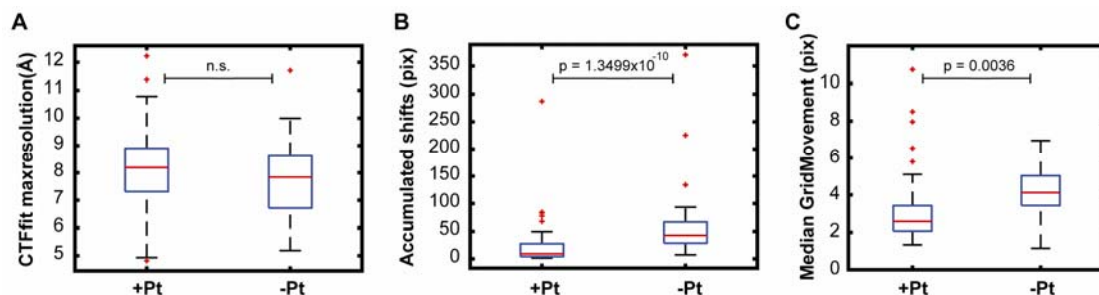 A
CTFfit maxresolution(Å)
12
11
10
9
8
7
6
5
n.s.
+Pt
-Pt
B
Accumulated shifts (pix)
350
300
250
200
150
100
50
0
p = 1.3499x10⁻¹⁰
+Pt
-Pt
C
Median GridMovement (pix)
10
8
6
4
2
0
p = 0.0036
+Pt
-Pt